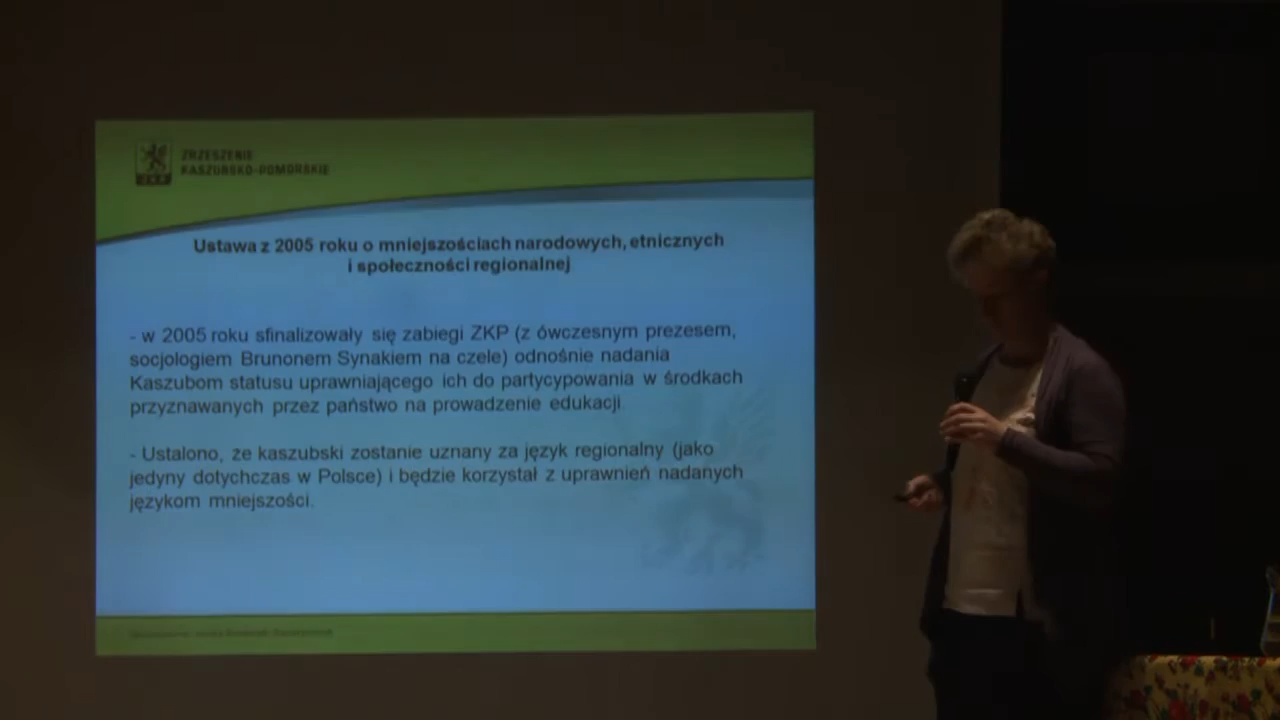 ZRZESZENIE
KASZUBSKO-POMORSKIE
ZKP
Ustawa z 2005 roku o mniejszościach narodowych, etnicznych
i społeczności regionalnej
- w 2005 roku sfinalizowały się zabiegi ZKP (z ówczesnym prezesem,
socjologiem Brunonem Synakiem na czele) odnośnie nadania
Kaszubom statusu uprawniającego ich do partycypowania w środkach
przyznawanych przez państwo na prowadzenie edukacji.
- Ustalono, że kaszubski zostanie uznany za język regionalny (jako
jedyny dotychczas w Polsce) i będzie korzystał z uprawnień nadanych
językom mniejszości.